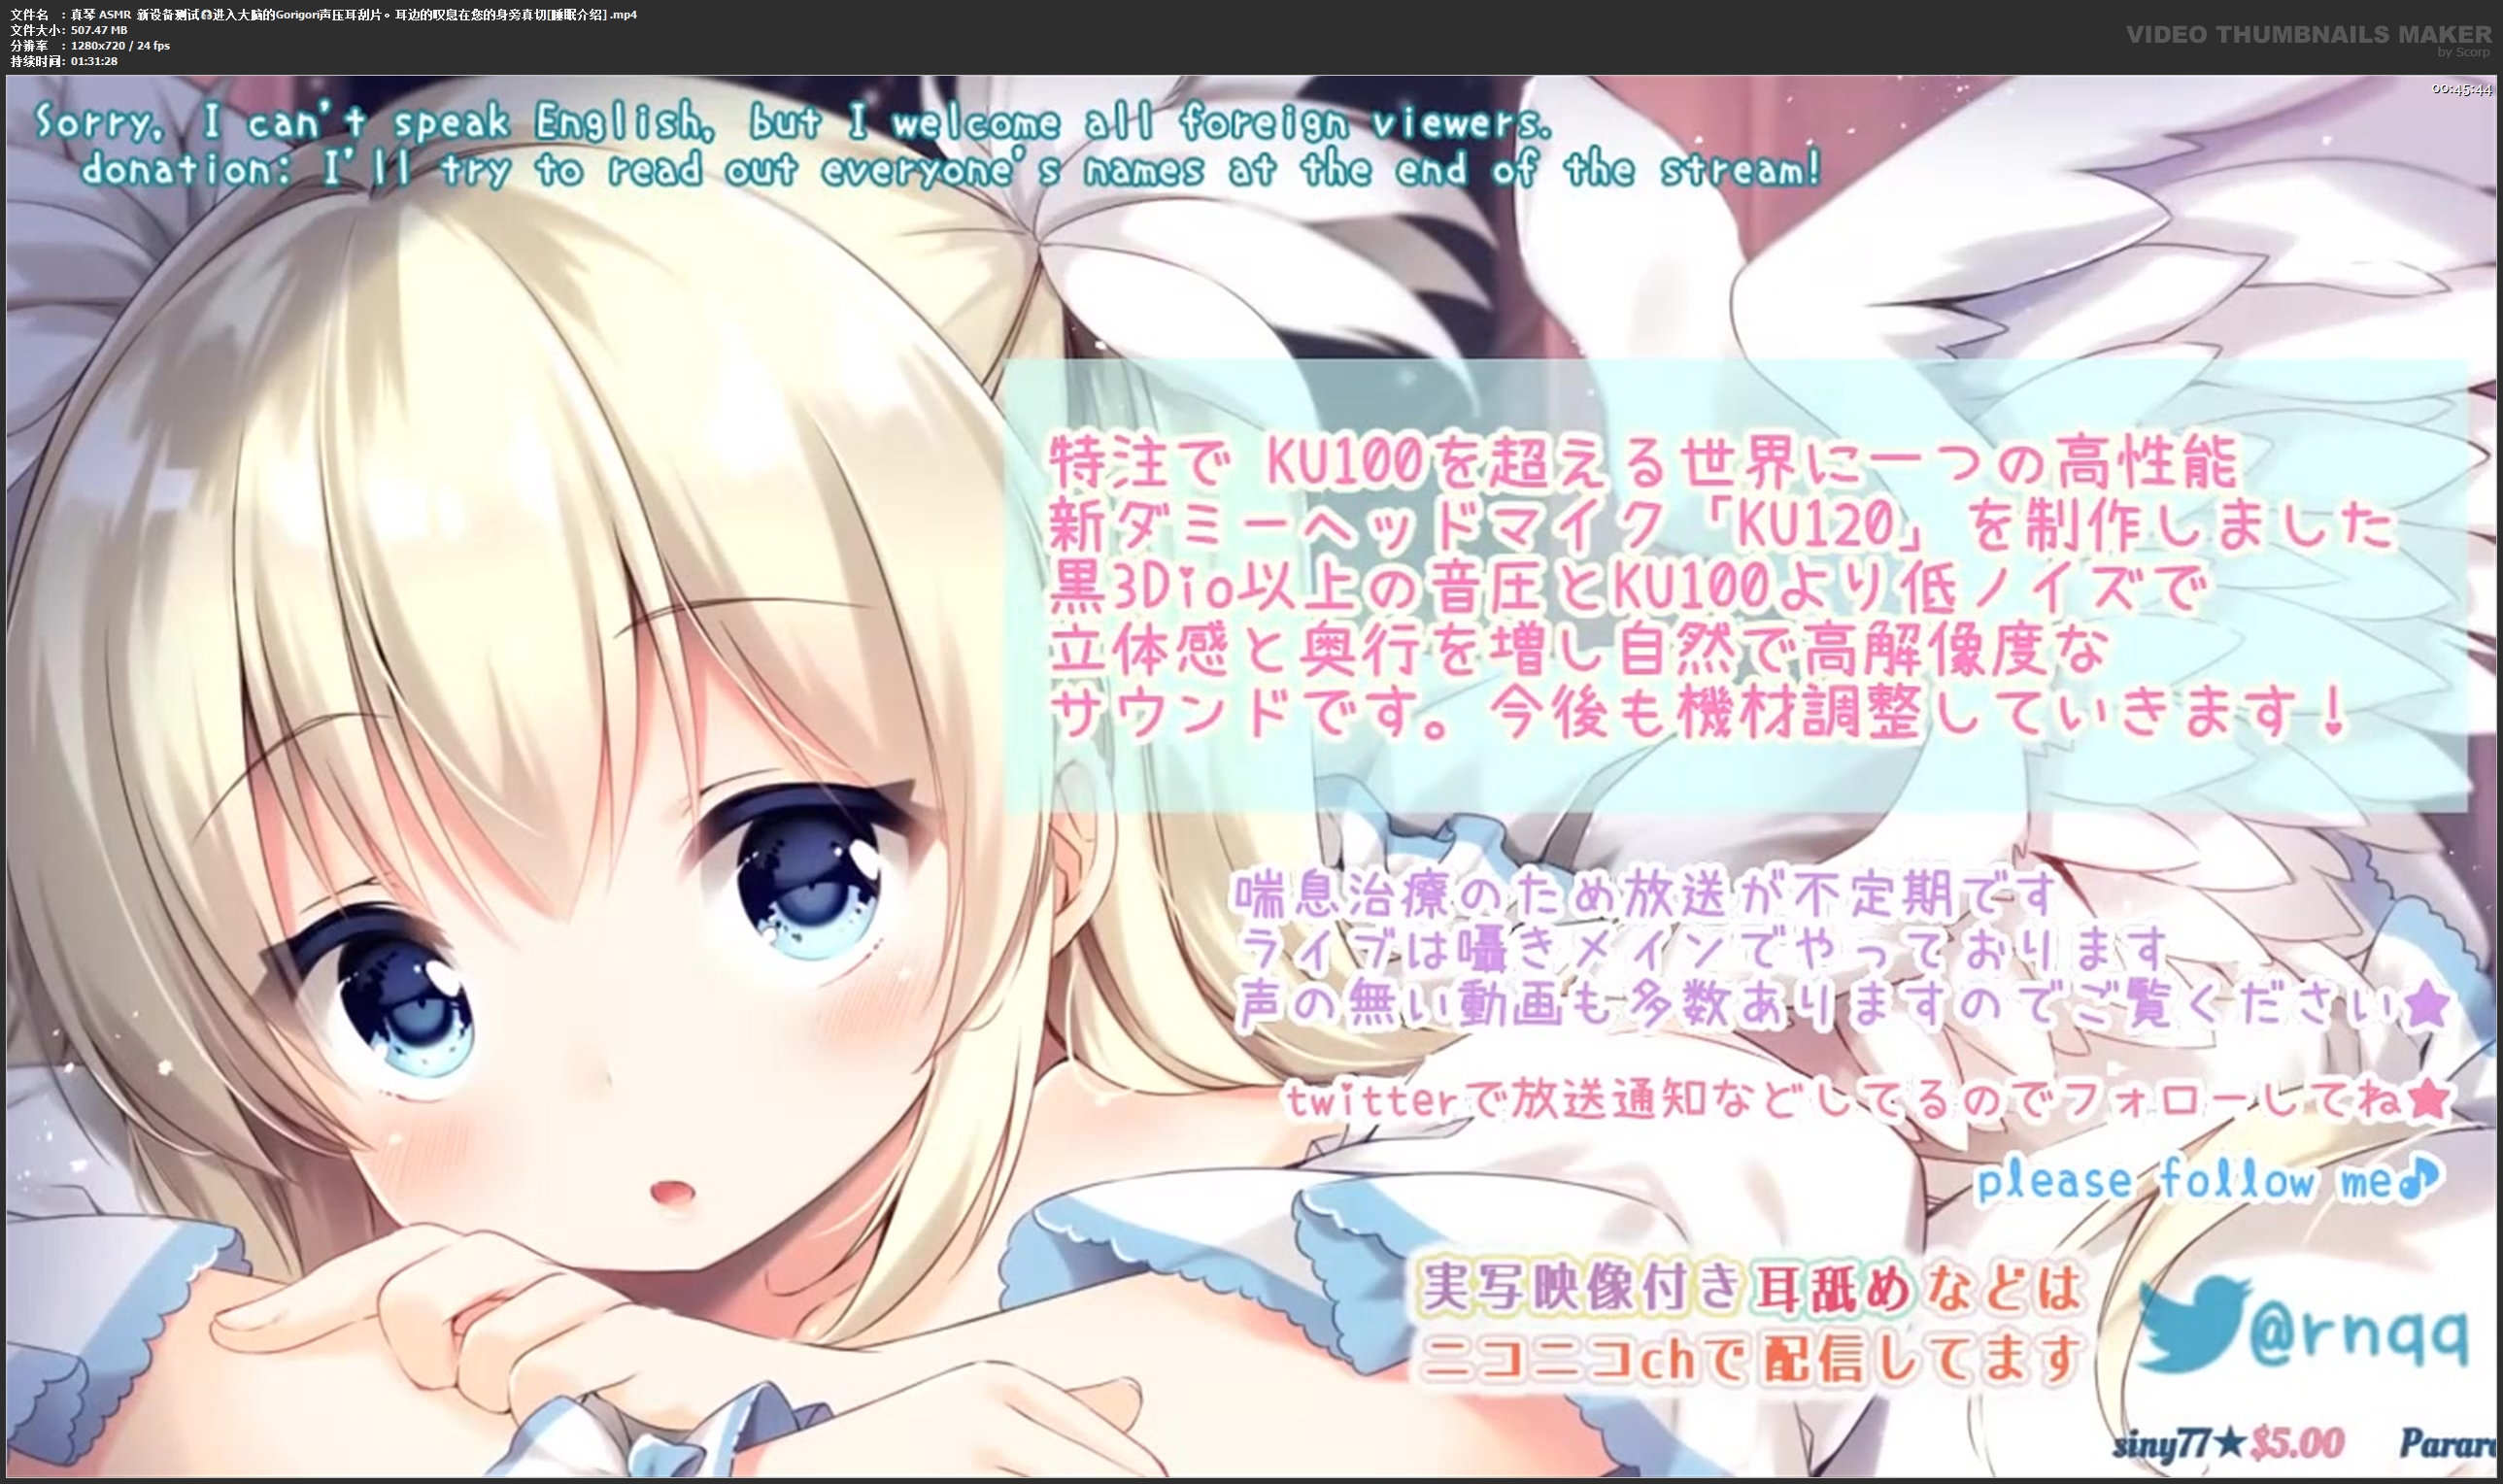 文件名 : 真琴 ASMR 新设备测试🎧进入大脑的Gorigori声压耳刮片。耳边的叹息在您的身旁真切[睡眠介绍] .mp4
文件大小: 507.47 MB
分辨率 : 1280x720 / 24 fps
持续时间: 01:31:28
VIDEO THUMBNAILS MAKER
by Scorp
00:45:44
Sorry, I can't speak English, but I welcome all foreign viewers.
donation: I'll try to read out everyone's names at the end of the stream!
特注で KU100を超える世界に一つの高性能
新ダミーヘッドマイク「KU120」を制作しました
黒3Dio以上の音圧とKU100より低ノイズで
立体感と奥行を増し自然で高解像度な
サウンドです。今後も機材調整していきます!
喘息治療のため放送が不定期です
ライブは囁きメインでやっております
声の無い動画も多数ありますのでご覧ください★
twitterで放送通知などしてるのでフォローしてね★
please follow me♪
実写映像付き耳舐めなどは
ニコニコchで配信してます
@rnqq
siny77★$5.00 Parar